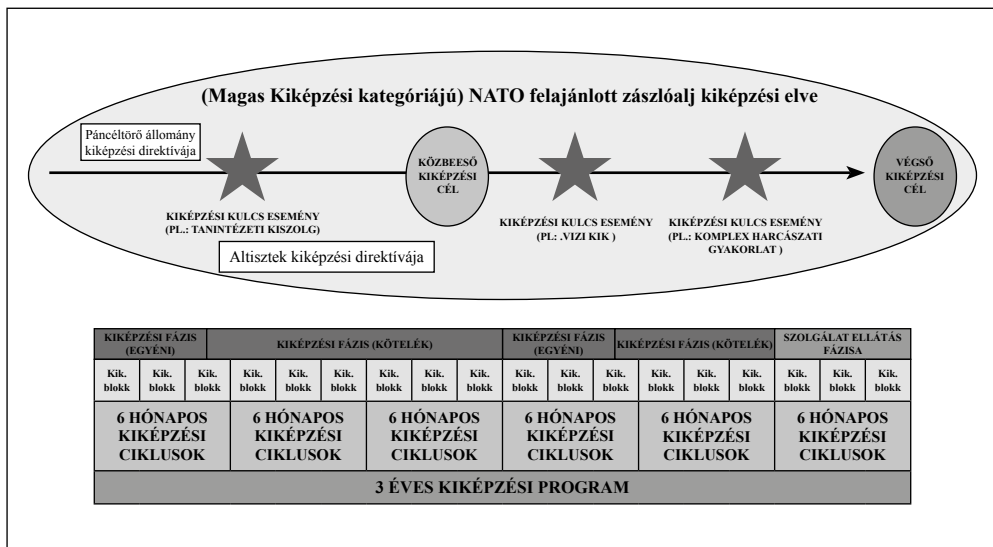 (Magas Kiképzési kategóriájú) NATO felajánlott zászlóalj kiképzési elve
Páncéltörő állomány
kiképzési direktívája
KÖZBEESŐ
KIKÉPZÉSI
CÉL
VÉGSŐ
KIKÉPZÉSI
CÉL
KIKÉPZÉSI KULCS ESEMÉNY
(PL.: TANINTÉZETI KISZOLG)
KIKÉPZÉSI KULCS ESEMÉNY
(PL: .VIZI KIK )
KIKÉPZÉSI KULCS ESEMÉNY
(PL.: KOMPLEX HARCÁSZATI
GYAKORLAT )
Altisztek kiképzési direktívája
KIKÉPZÉSI FÁZIS
(EGYÉNI)
KIKÉPZÉSI FÁZIS (KÖTELÉK)
KIKÉPZÉSI FÁZIS
(EGYÉNI)
KIKÉPZÉSI FÁZIS (KÖTELÉK)
SZOLGÁLAT ELLÁTÁS
FÁZISA
Kik. Kik. Kik. Kik. Kik. Kik. Kik. Kik. Kik. Kik. Kik. Kik. Kik. Kik. Kik. Kik. Kik. Kik.
blokk blokk blokk blokk blokk blokk blokk blokk blokk blokk blokk blokk blokk blokk blokk blokk blokk blokk
6 HÓNAPOS 6 HÓNAPOS 6 HÓNAPOS 6 HÓNAPOS 6 HÓNAPOS 6 HÓNAPOS
KIKÉPZÉSI KIKÉPZÉSI KIKÉPZÉSI KIKÉPZÉSI KIKÉPZÉSI KIKÉPZÉSI
CIKLUSOK CIKLUSOK CIKLUSOK CIKLUSOK CIKLUSOK CIKLUSOK
3 ÉVES KIKÉPZÉSI PROGRAM